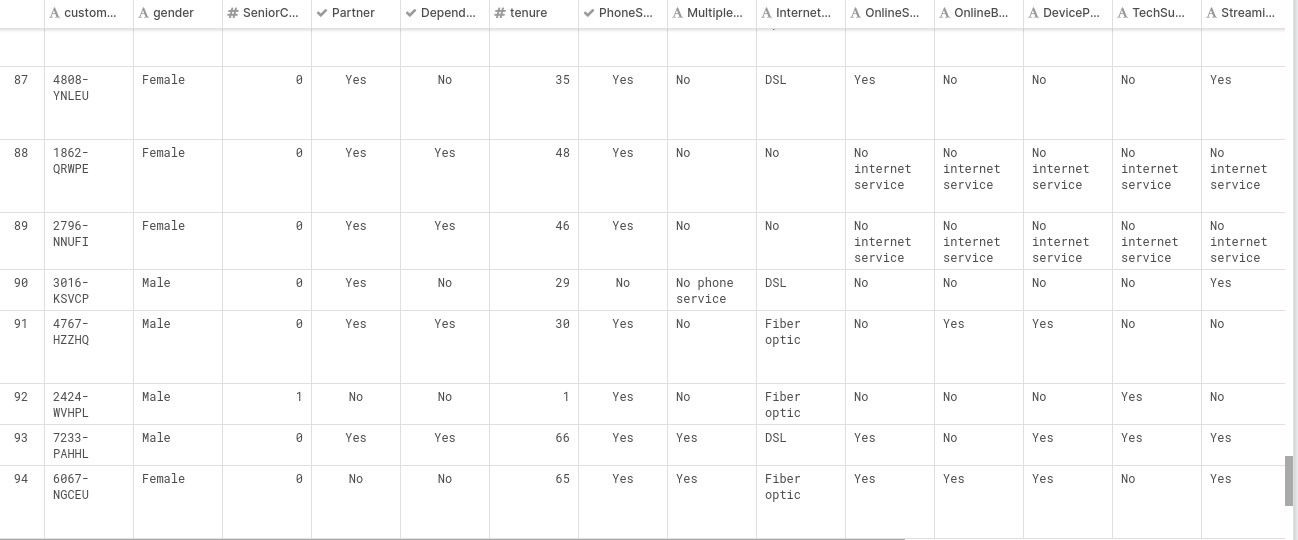 custom... gender SeniorC... Partner Depend... tenure PhoneS... Multiple... Internet... OnlineS... OnlineB... DeviceP... TechSu... Streami...
87 4808- Female 0 Yes No 35 Yes No DSL Yes No No No Yes
YNLEU
88 1862- Female 0 Yes Yes 48 Yes No No No No No No No
QRWPE internet internet internet internet internet
service service service service service
89 2796- Female 0 Yes Yes 46 Yes No No No No No No No
NNUFI internet internet internet internet internet
service service service service service
90 3016- Male 0 Yes No 29 No No phone DSL No No No No Yes
KSVCP service
91 4767- Male 0 Yes Yes 30 Yes No Fiber No Yes Yes No No
HZZHQ optic
92 2424- Male 1 No No 1 Yes No Fiber No No No Yes No
WVHPL optic
93 7233- Male 0 Yes Yes 66 Yes Yes DSL Yes No Yes Yes Yes
PAHHL
94 6067- Female 0 No No 65 Yes Yes Fiber Yes Yes Yes No Yes
NGCEU optic